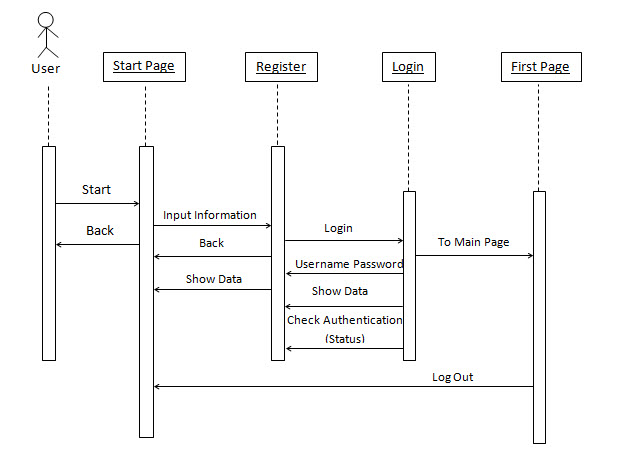 User
Start Page
Register
Login
First Page
Start
Back
Input Information
Back
Show Data
Login
Username Password
Show Data
Check Authentication
(Status)
To Main Page
Log Out